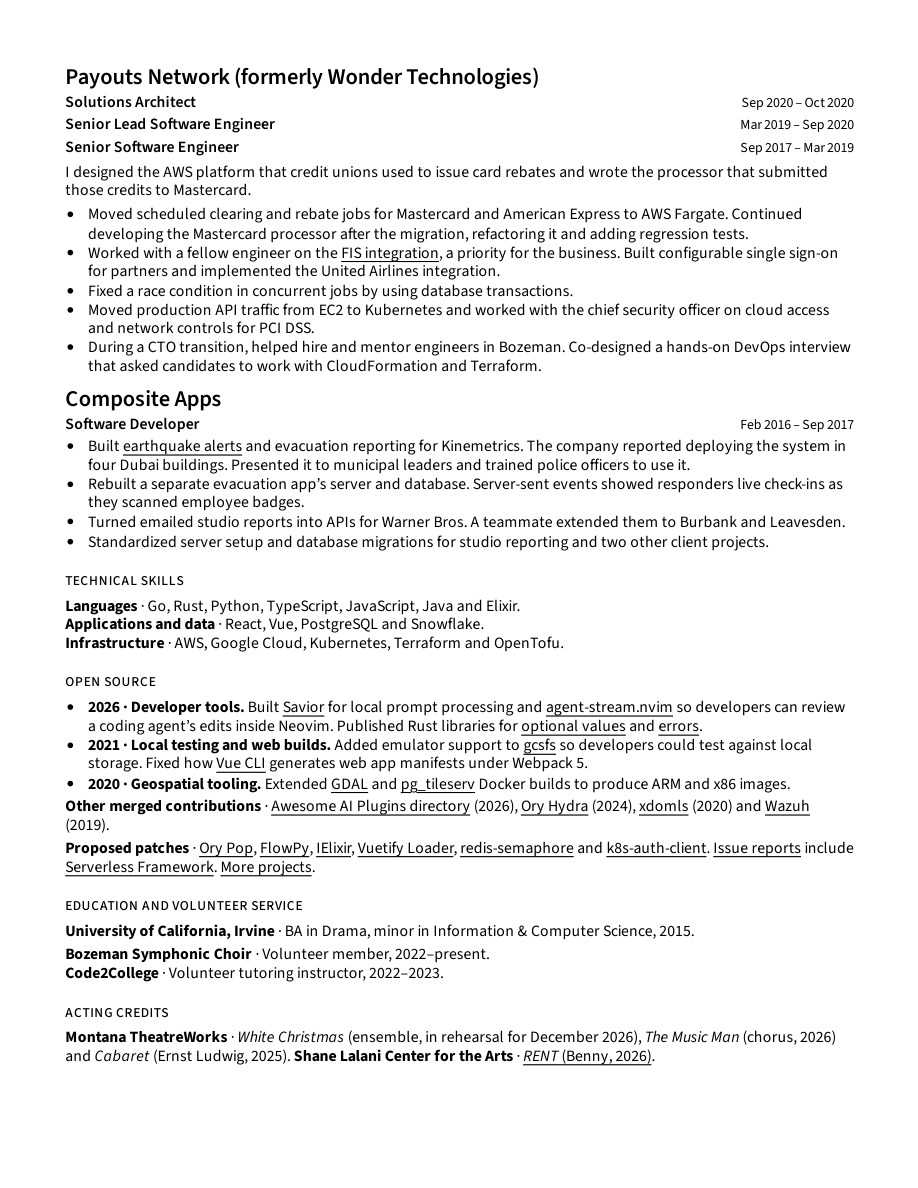 Payouts Network (formerly Wonder Technologies)
Solutions Architect Sep 2020 – Oct 2020
Senior Lead Software Engineer Mar 2019 – Sep 2020
Senior Software Engineer Sep 2017 – Mar 2019
I designed the AWS platform that credit unions used to issue card rebates and wrote the processor that submitted
those credits to Mastercard.
• Moved scheduled clearing and rebate jobs for Mastercard and American Express to AWS Fargate. Continued
developing the Mastercard processor after the migration, refactoring it and adding regression tests.
• Worked with a fellow engineer on the FIS integration, a priority for the business. Built configurable single sign-on
for partners and implemented the United Airlines integration.
• Fixed a race condition in concurrent jobs by using database transactions.
• Moved production API traffic from EC2 to Kubernetes and worked with the chief security officer on cloud access
and network controls for PCI DSS.
• During a CTO transition, helped hire and mentor engineers in Bozeman. Co-designed a hands-on DevOps interview
that asked candidates to work with CloudFormation and Terraform.
Composite Apps
Software Developer Feb 2016 – Sep 2017
• Built earthquake alerts and evacuation reporting for Kinemetrics. The company reported deploying the system in
four Dubai buildings. Presented it to municipal leaders and trained police officers to use it.
• Rebuilt a separate evacuation app’s server and database. Server-sent events showed responders live check-ins as
they scanned employee badges.
• Turned emailed studio reports into APIs for Warner Bros. A teammate extended them to Burbank and Leavesden.
• Standardized server setup and database migrations for studio reporting and two other client projects.
TECHNICAL SKILLS
Languages · Go, Rust, Python, TypeScript, JavaScript, Java and Elixir.
Applications and data · React, Vue, PostgreSQL and Snowflake.
Infrastructure · AWS, Google Cloud, Kubernetes, Terraform and OpenTofu.
OPEN SOURCE
• 2026 · Developer tools. Built Savior for local prompt processing and agent-stream.nvim so developers can review
a coding agent’s edits inside Neovim. Published Rust libraries for optional values and errors.
• 2021 · Local testing and web builds. Added emulator support to gcsfs so developers could test against local
storage. Fixed how Vue CLI generates web app manifests under Webpack 5.
• 2020 · Geospatial tooling. Extended GDAL and pg_tileserv Docker builds to produce ARM and x86 images.
Other merged contributions · Awesome AI Plugins directory (2026), Ory Hydra (2024), xdomls (2020) and Wazuh
(2019).
Proposed patches · Ory Pop, FlowPy, IElixir, Vuetify Loader, redis-semaphore and k8s-auth-client. Issue reports include
Serverless Framework. More projects.
EDUCATION AND VOLUNTEER SERVICE
University of California, Irvine · BA in Drama, minor in Information & Computer Science, 2015.
Bozeman Symphonic Choir · Volunteer member, 2022–present.
Code2College · Volunteer tutoring instructor, 2022–2023.
ACTING CREDITS
Montana TheatreWorks · White Christmas (ensemble, in rehearsal for December 2026), The Music Man (chorus, 2026)
and Cabaret (Ernst Ludwig, 2025). Shane Lalani Center for the Arts · RENT (Benny, 2026).